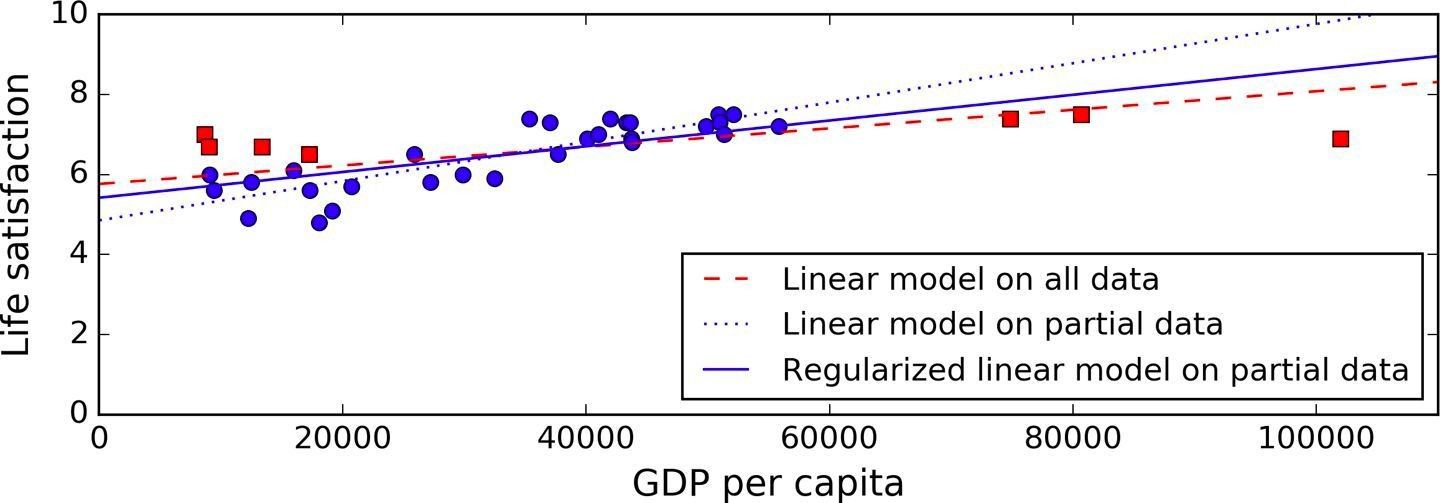 10
8
6
4
2
0
Life satisfaction
Linear model on all data
Linear model on partial data
Regularized linear model on partial data
0 20000 40000 60000 80000 100000
GDP per capita